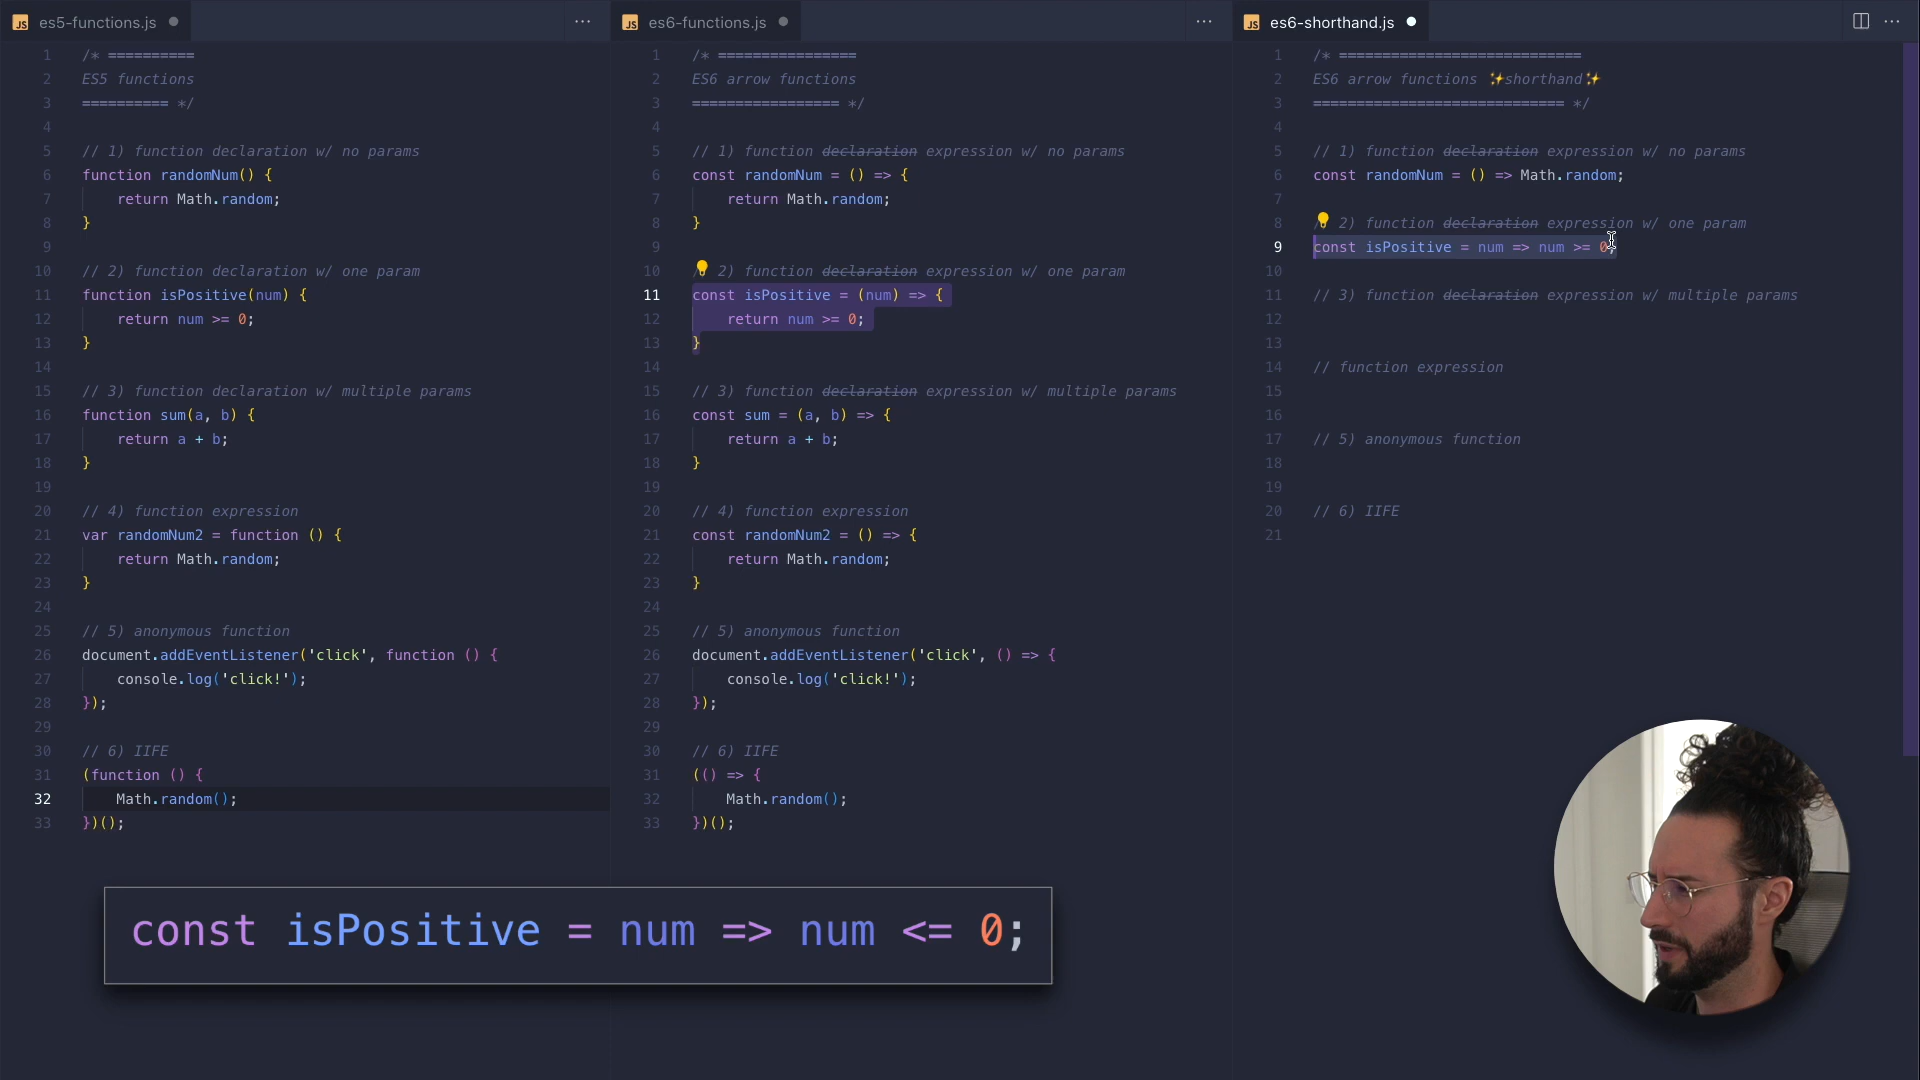 es5-functions.js
1 /* ==========
2 ES5 functions
3 ========== */
4
5 // 1) function declaration w/ no params
6 function randomNum() {
7 return Math.random;
8 }
9
10 // 2) function declaration w/ one param
11 function isPositive(num) {
12 return num >= 0;
13 }
14
15 // 3) function declaration w/ multiple params
16 function sum(a, b) {
17 return a + b;
18 }
19
20 // 4) function expression
21 var randomNum2 = function () {
22 return Math.random;
23 }
24
25 // 5) anonymous function
26 document.addEventListener('click', function () {
27 console.log('click!');
28 });
29
30 // 6) IIFE
31 (function () {
32 Math.random();
33 })();
es6-functions.js
1 /* ================
2 ES6 arrow functions
3 ================= */
4
5 // 1) function declaration expression w/ no params
6 const randomNum = () => {
7 return Math.random;
8 }
9
10 2) function declaration expression w/ one param
11 const isPositive = (num) => {
12 return num >= 0;
13 }
14
15 // 3) function declaration expression w/ multiple params
16 const sum = (a, b) => {
17 return a + b;
18 }
19
20 // 4) function expression
21 const randomNum2 = () => {
22 return Math.random;
23 }
24
25 // 5) anonymous function
26 document.addEventListener('click', () => {
27 console.log('click!');
28 });
29
30 // 6) IIFE
31 (() => {
32 Math.random();
33 })();
es6-shorthand.js
1 /* ============================
2 ES6 arrow functions ✨shorthand✨
3 ============================= */
4
5 // 1) function declaration expression w/ no params
6 const randomNum = () => Math.random;
7
8 2) function declaration expression w/ one param
9 const isPositive = num => num >= 0;
10
11 // 3) function declaration expression w/ multiple params
12
13
14 // function expression
15
16
17 // 5) anonymous function
18
19
20 // 6) IIFE
21
const isPositive = num => num <= 0;